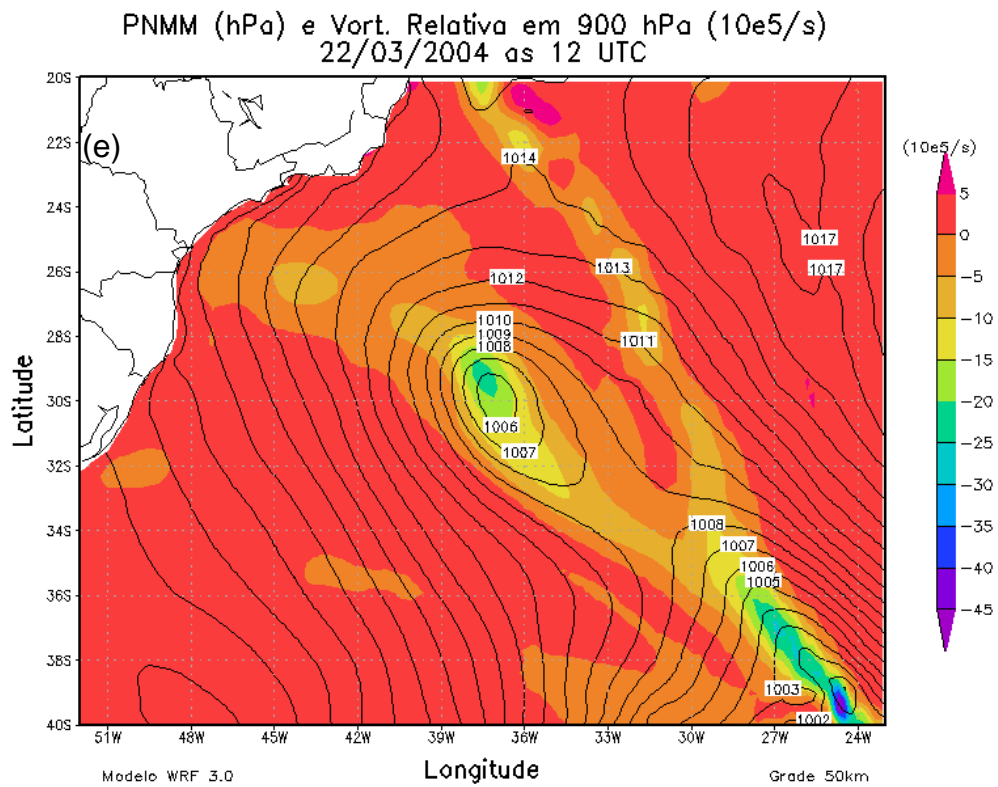 PNMM (hPa) e Vort. Relativa em 900 hPa (10e5/s)
22/03/2004 as 12 UTC
(e)
(10e5/s)
20S
22S
24S
26S
28S
30S
32S
34S
36S
38S
40S
Latitude
1014
1017
1013
1017
1012
1010
1009
1011
1008
1006
1007
1008
1007
1006
1005
1003
1002
5
0
−5
−10
−15
−20
−25
−30
−35
−40
−45
51W 48W 45W 42W 39W 36W 33W 30W 27W 24W
Longitude
Modelo WRF 3.0
Grade 50km